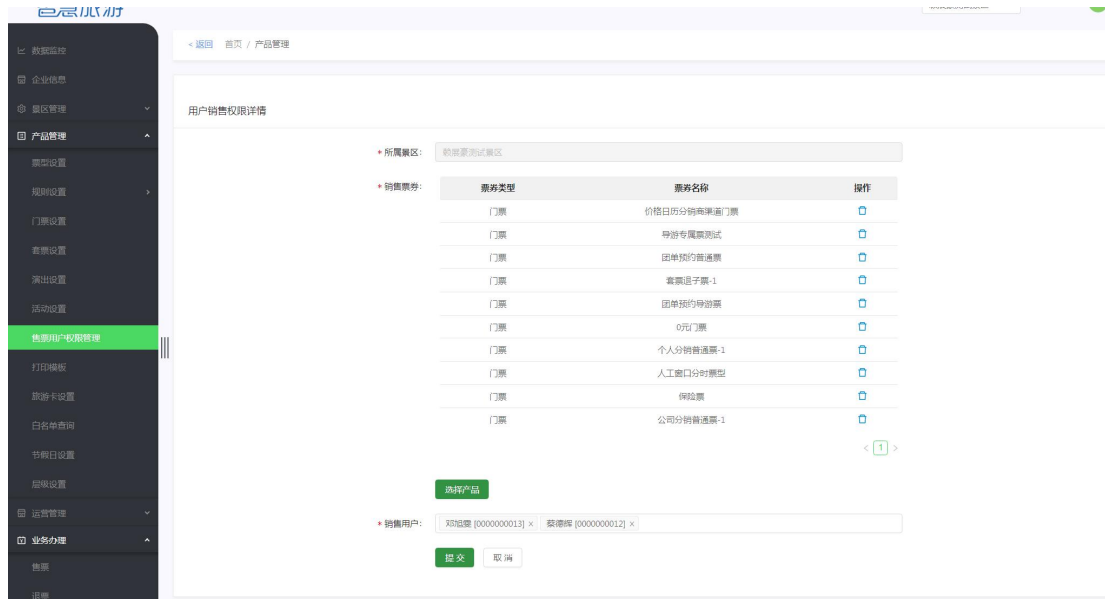 数据监控
< 返回 首页 / 产品管理
企业信息
景区管理
用户销售权限详情
产品管理
* 所属景区:
票型设置
* 销售票券: 票券类型 票券名称 操作
规则设置
门票 价格日历分销商渠道门票
门票设置
门票 导游专属票测试
套票设置
门票 团单预约普通票
演出设置
门票 套票退子票-1
门票 团单预约导游票
活动设置
门票 0元门票
售票用户权限管理
门票 个人分销普通票-1
打印模板
门票 人工窗口分时票型
旅游卡设置
门票 保险票
门票 公司分销普通票-1
白名单查询
< 1 >
节假日设置
层级设置
选择产品
运营管理
* 销售用户: [0000000013] × 蔡德辉 [0000000012] ×
业务办理
提交 取消
售票
退票